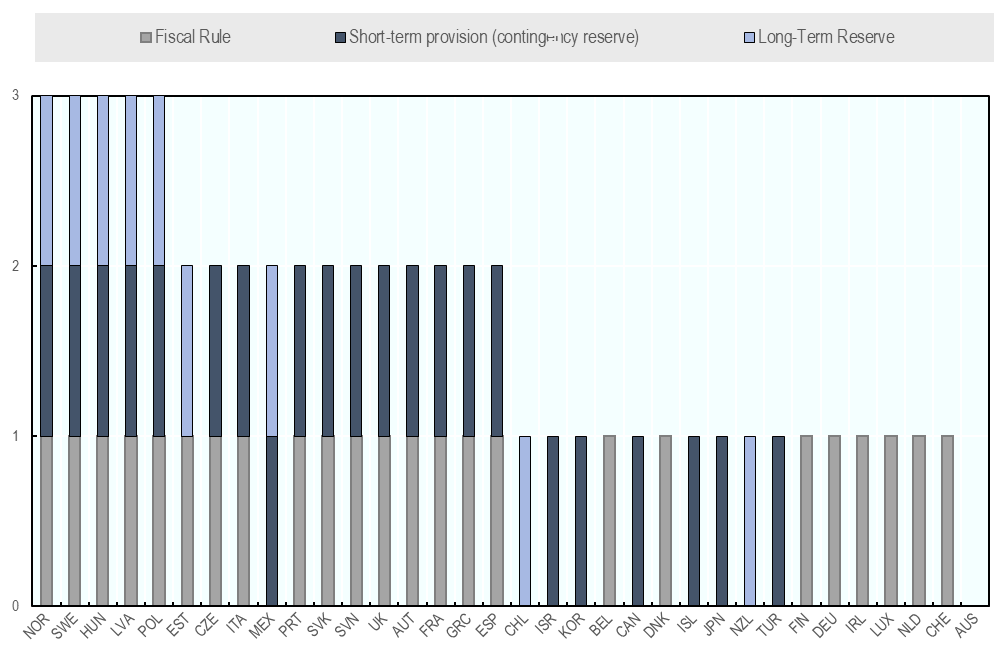 Fiscal Rule Short-term provision (contingency reserve) Long-Term Reserve
3
2
1
0
NOR SWE HUN LVA POL EST CZE ITA MEX PRT SVK SVN UK AUT FRA GRC ESP CHL ISR KOR BEL CAN DNK ISL JPN NZL TUR FIN DEU IRL LUX NLD CHE AUS